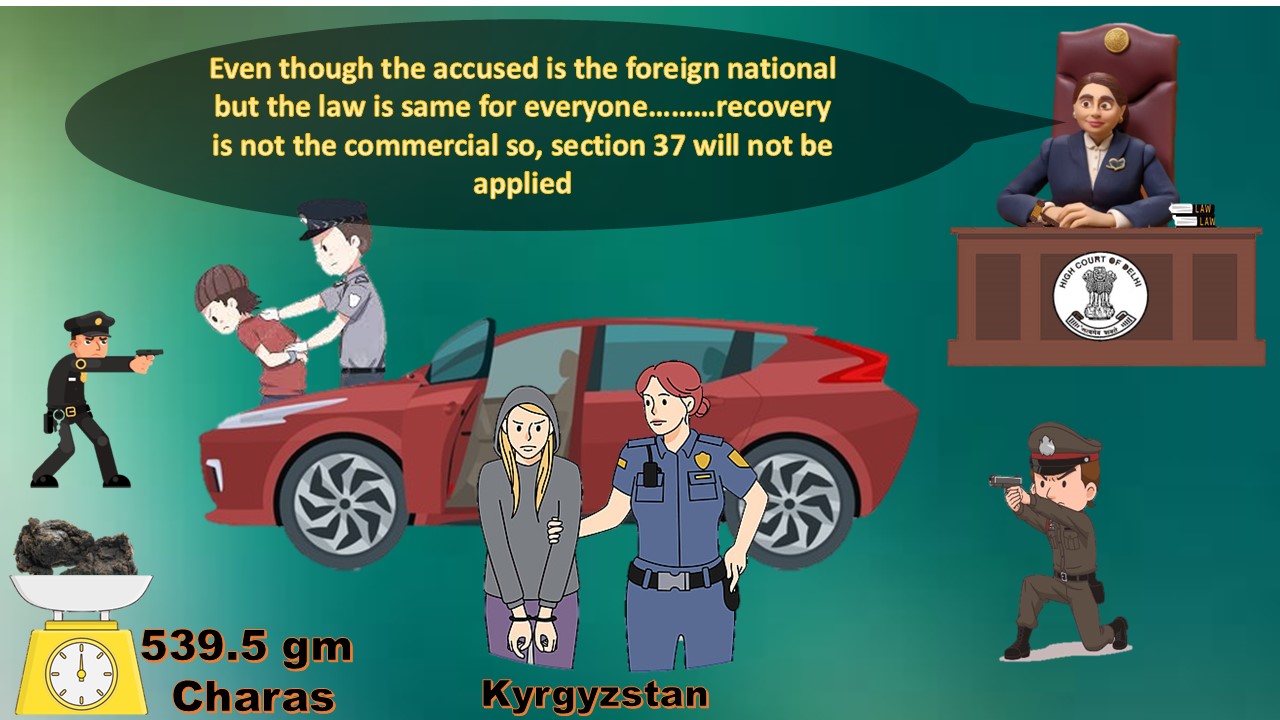 Even though the accused is the foreign national
but the law is same for everyone.........recovery
is not the commercial so, section 37 will not be
applied
LAW
LAW
HIGH COURT OF DELHI
सत्यमेव जयते
539.5 gm
Charas
Kyrgyzstan